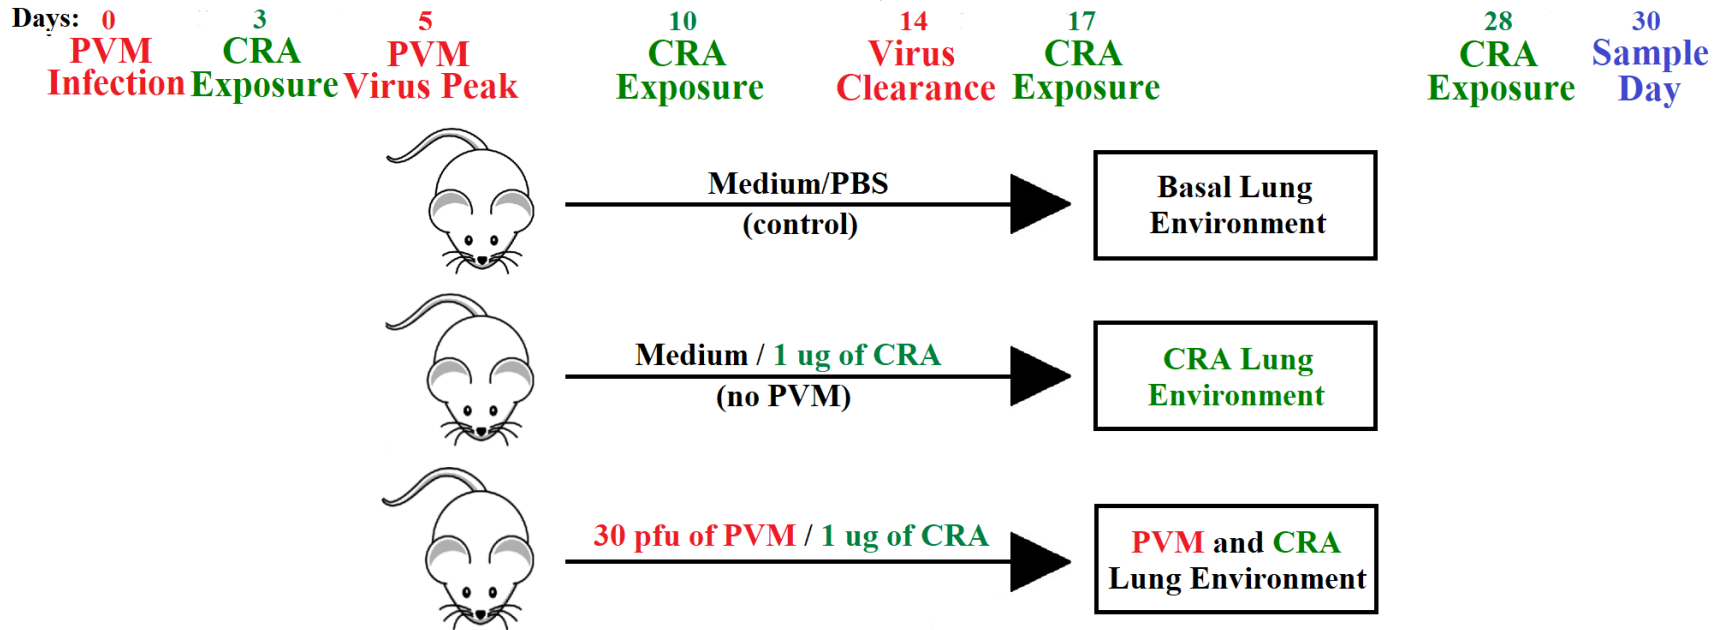 Days: 0 3 5 10 14 17 28 30
PVM CRA PVM CRA Virus CRA CRA Sample
Infection Exposure Virus Peak Exposure Clearance Exposure Exposure Day
Medium/PBS
(control)
Basal Lung
Environment
Medium / 1 ug of CRA
(no PVM)
CRA Lung
Environment
30 pfu of PVM / 1 ug of CRA
PVM and CRA
Lung Environment